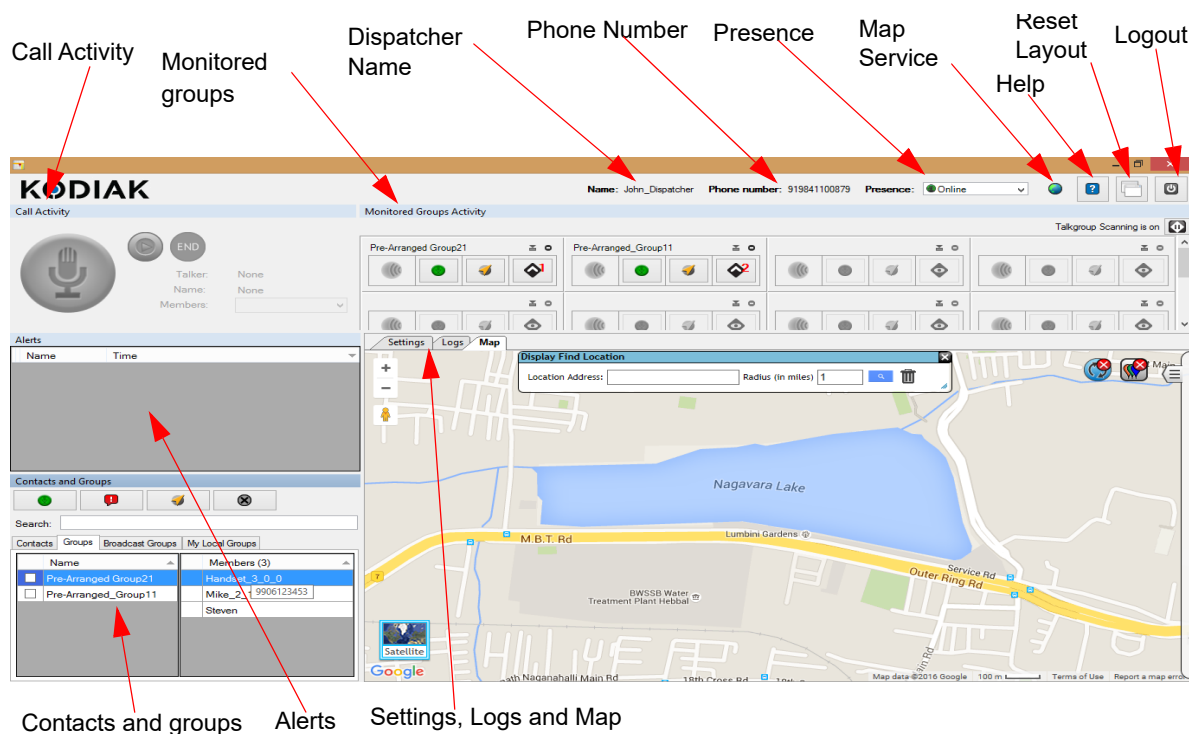 Call Activity
Monitored
groups
Dispatcher
Name
Phone Number
Presence
Map
Service
Help
Reset
Layout
Logout
KODIAK
Name: John_Dispatcher Phone number: 919841100879 Presence: Online
Call Activity
Monitored Groups Activity
Talkgroup Scanning is on
END
Talker: None
Name: None
Members:
Pre-Arranged Group21
1
Pre-Arranged_Group11
2
Alerts
Name Time
Settings Logs Map
Display Find Location
Location Address: Radius (in miles) 1
Nagavara Lake
M.B.T. Rd
Lumbini Gardens
Service Rd
Outer Ring Rd
7
BWSSB Water
Treatment Plant Hebbal
Satellite
Google
Naganahalli Main Rd
18th Cross Rd
Map data ©2016 Google 100 m Terms of Use Report a map error
Contacts and Groups
Search:
Contacts Groups Broadcast Groups My Local Groups
Name Members (3)
Pre-Arranged Group21 Handset_3_0_0
Pre-Arranged_Group11 9906123453
Steven
Contacts and groups
Alerts
Settings, Logs and Map